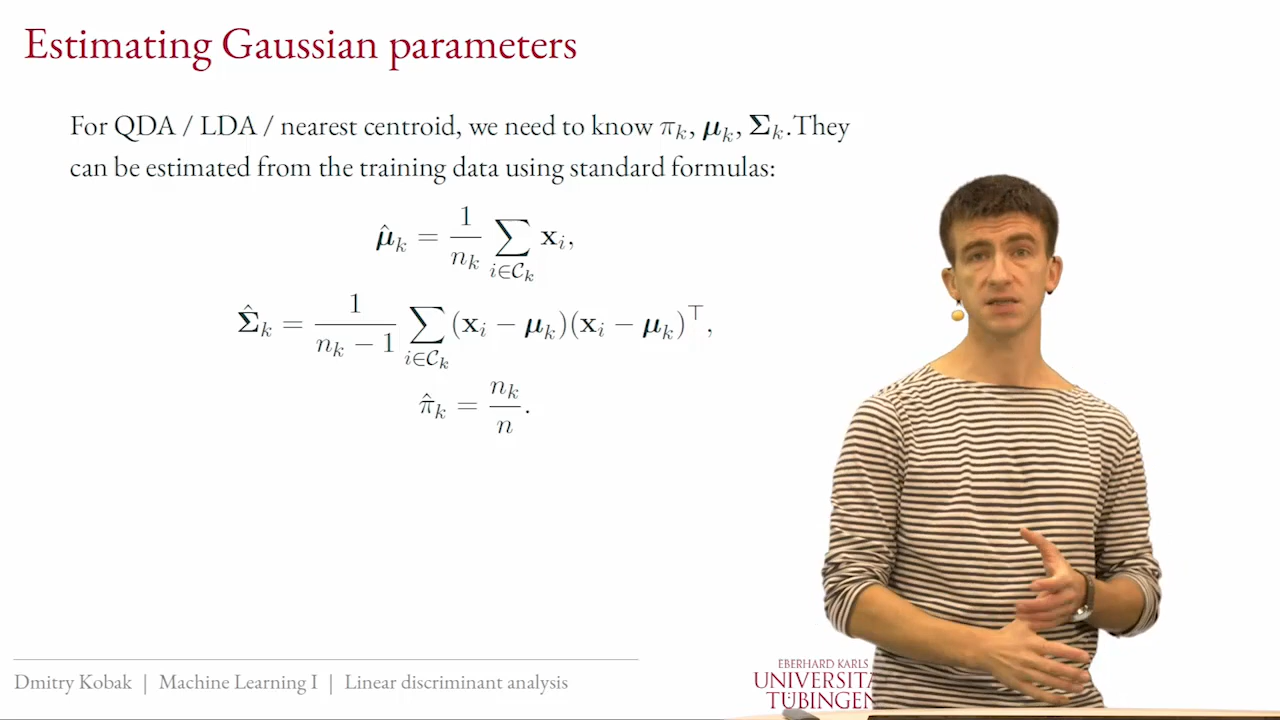 Estimating Gaussian parameters
For QDA / LDA / nearest centroid, we need to know πₖ, μₖ, Σₖ.They
can be estimated from the training data using standard formulas:
μ̂ₖ = 1/nₖ ∑_{i∈𝒞ₖ} xᵢ,
Σ̂ₖ = 1/(nₖ − 1) ∑_{i∈𝒞ₖ} (xᵢ − μₖ)(xᵢ − μₖ)^⊤,
π̂ₖ = nₖ/n.
Dmitry Kobak | Machine Learning I | Linear discriminant analysis
EBERHARD KARLS
UNIVERSITA
TÜBINGEN